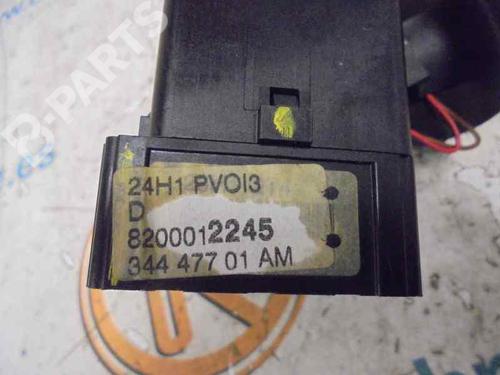 B-PARTS
24H1 PVOI3
D
8200012245
344 477 01 AM